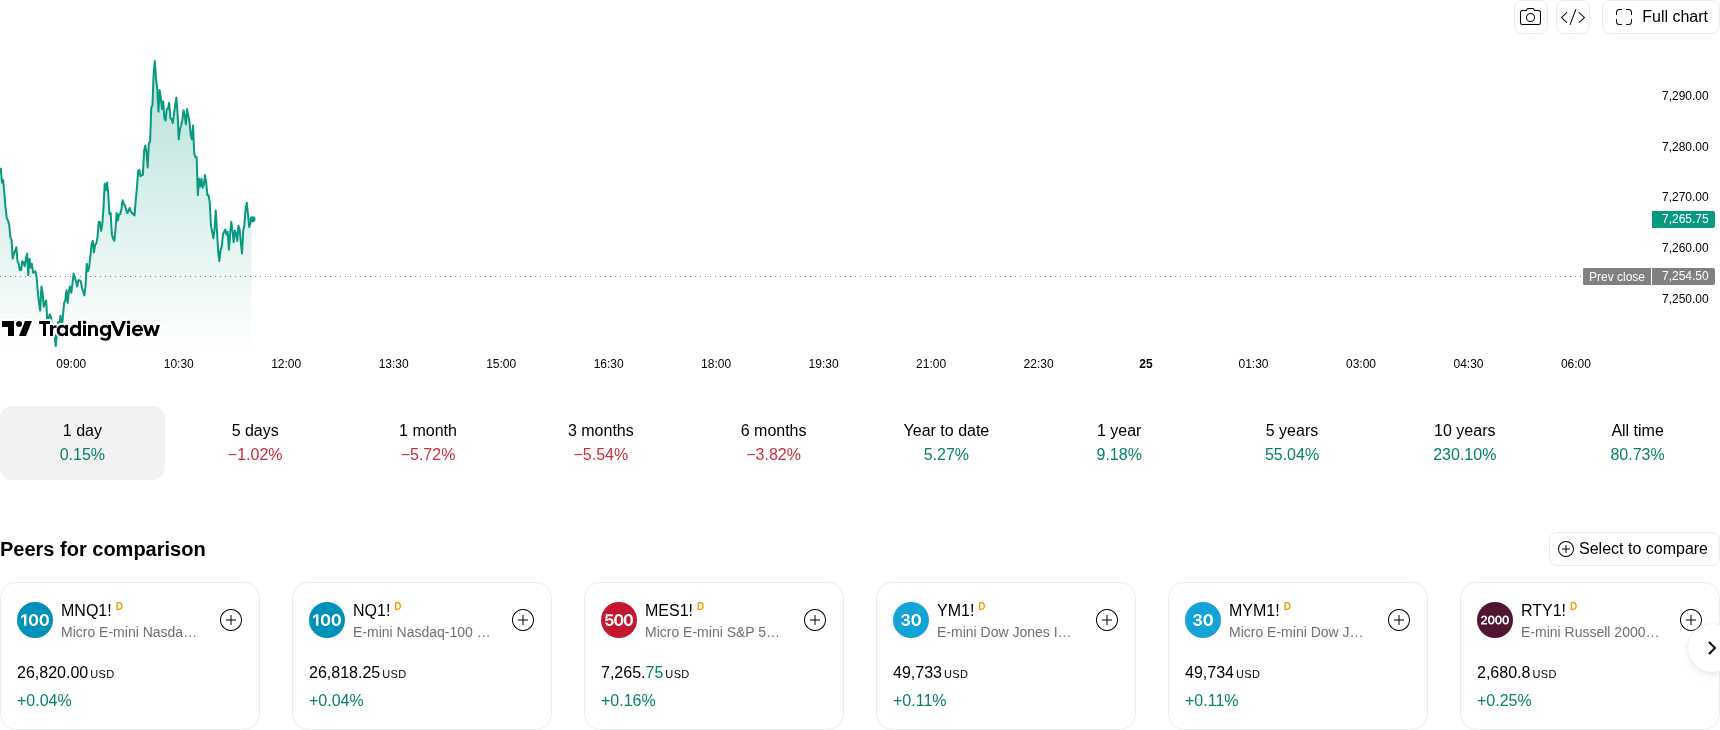 Full chart
7,290.00
7,280.00
7,270.00
7,265.75
7,260.00
Prev close 7,254.50
7,250.00
TradingView
09:00 10:30 12:00 13:30 15:00 16:30 18:00 19:30 21:00 22:30 25 01:30 03:00 04:30 06:00
1 day 5 days 1 month 3 months 6 months Year to date 1 year 5 years 10 years All time
0.15% −1.02% −5.72% −5.54% −3.82% 5.27% 9.18% 55.04% 230.10% 80.73%
Peers for comparison
Select to compare
100 MNQ1! D
Micro E-mini Nasda…
26,820.00 USD
+0.04%
100 NQ1! D
E-mini Nasdaq-100 …
26,818.25 USD
+0.04%
500 MES1! D
Micro E-mini S&P 5…
7,265.75 USD
+0.16%
30 YM1! D
E-mini Dow Jones I…
49,733 USD
+0.11%
30 MYM1! D
Micro E-mini Dow J…
49,734 USD
+0.11%
2000 RTY1! D
E-mini Russell 2000…
2,680.8 USD
+0.25%